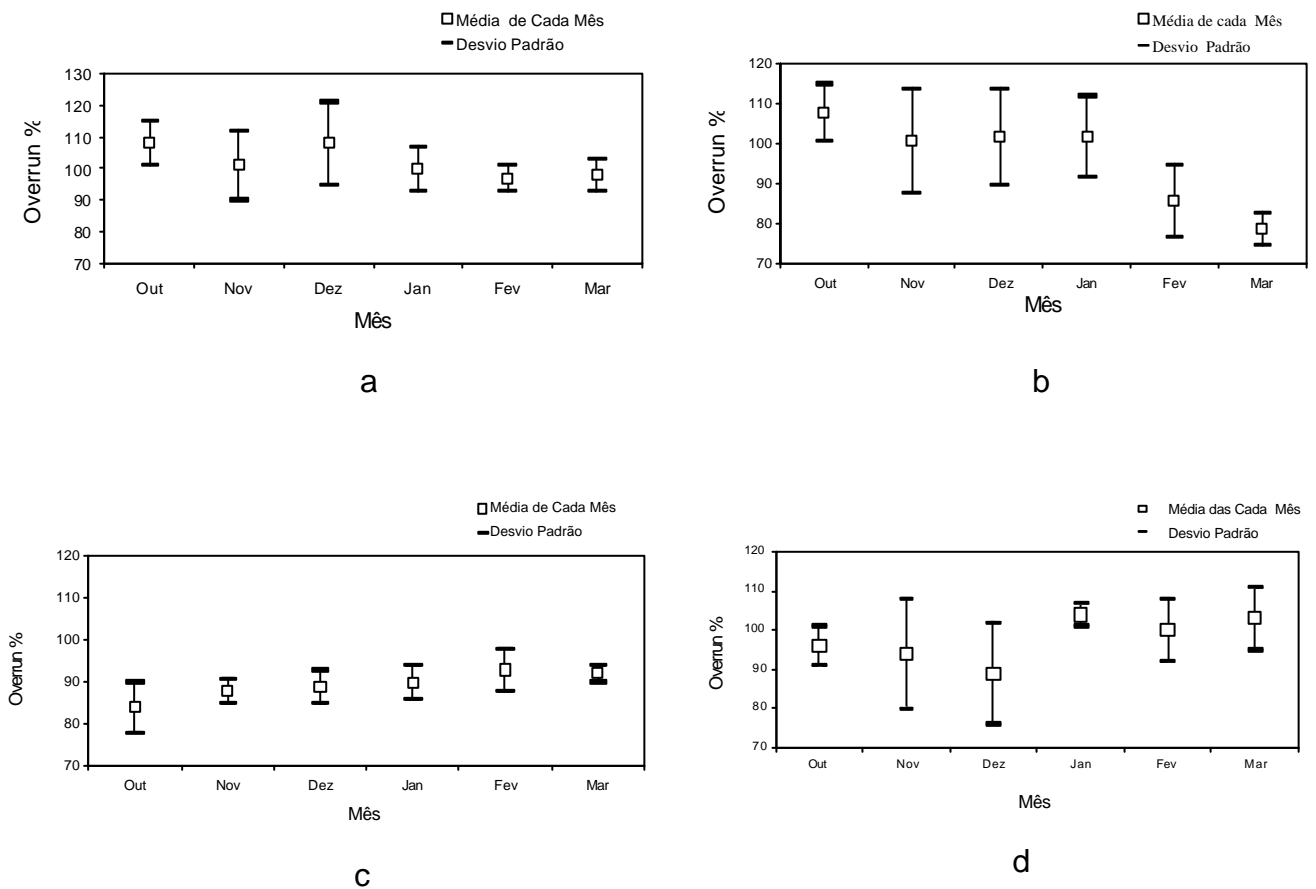 Média de Cada Mês
Desvio Padrão
130
120
110
100
90
80
70
Overrun %
Out Nov Dez Jan Fev Mar
Mês
a
Média de cada Mês
Desvio Padrão
120
110
100
90
80
70
Overrun %
Out Nov Dez Jan Fev Mar
Mês
b
Média de Cada Mês
Desvio Padrão
120
110
100
90
80
70
Overrun %
Out Nov Dez Jan Fev Mar
Mês
c
Média das Cada Mês
Desvio Padrão
120
110
100
90
80
70
Overrun %
Out Nov Dez Jan Fev Mar
Mês
d